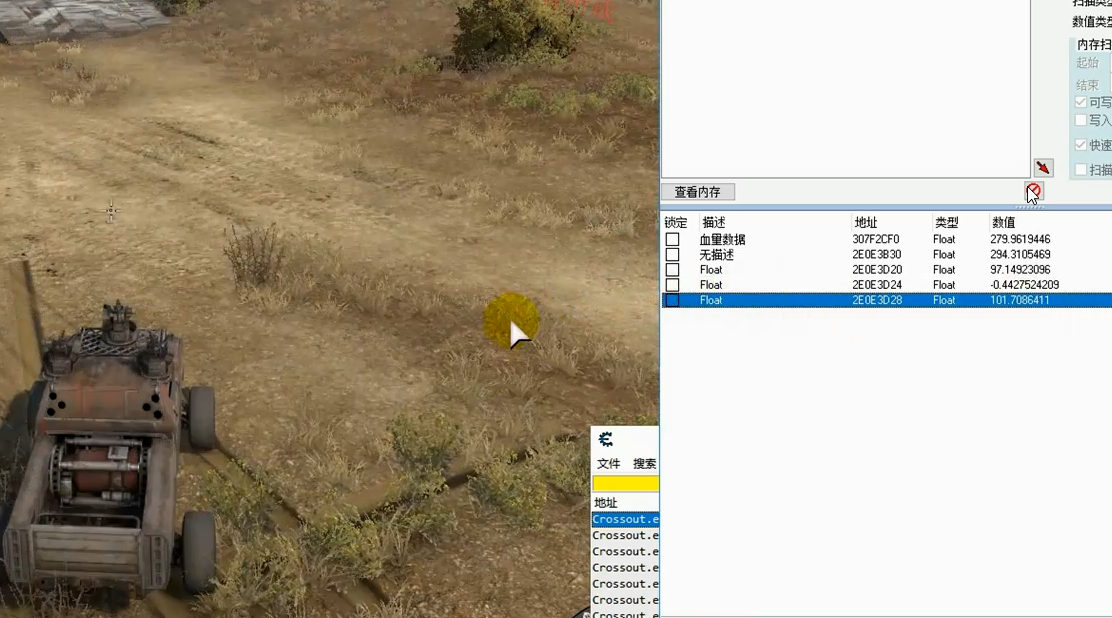 数值类型
内存扫
起始
结束
可写
写入
快速
扫描
查看内存
锁定 描述 地址 类型 数值
血量数据 307F2CF0 Float 279.9619446
无描述 2E0E3B30 Float 294.3105469
Float 2E0E3D20 Float 97.14923096
Float 2E0E3D24 Float -0.4427524209
Float 2E0E3D28 Float 101.7086411
文件 搜索
地址
Crossout.e
Crossout.e
Crossout.e
Crossout.e
Crossout.e
Crossout.e
Crossout.e